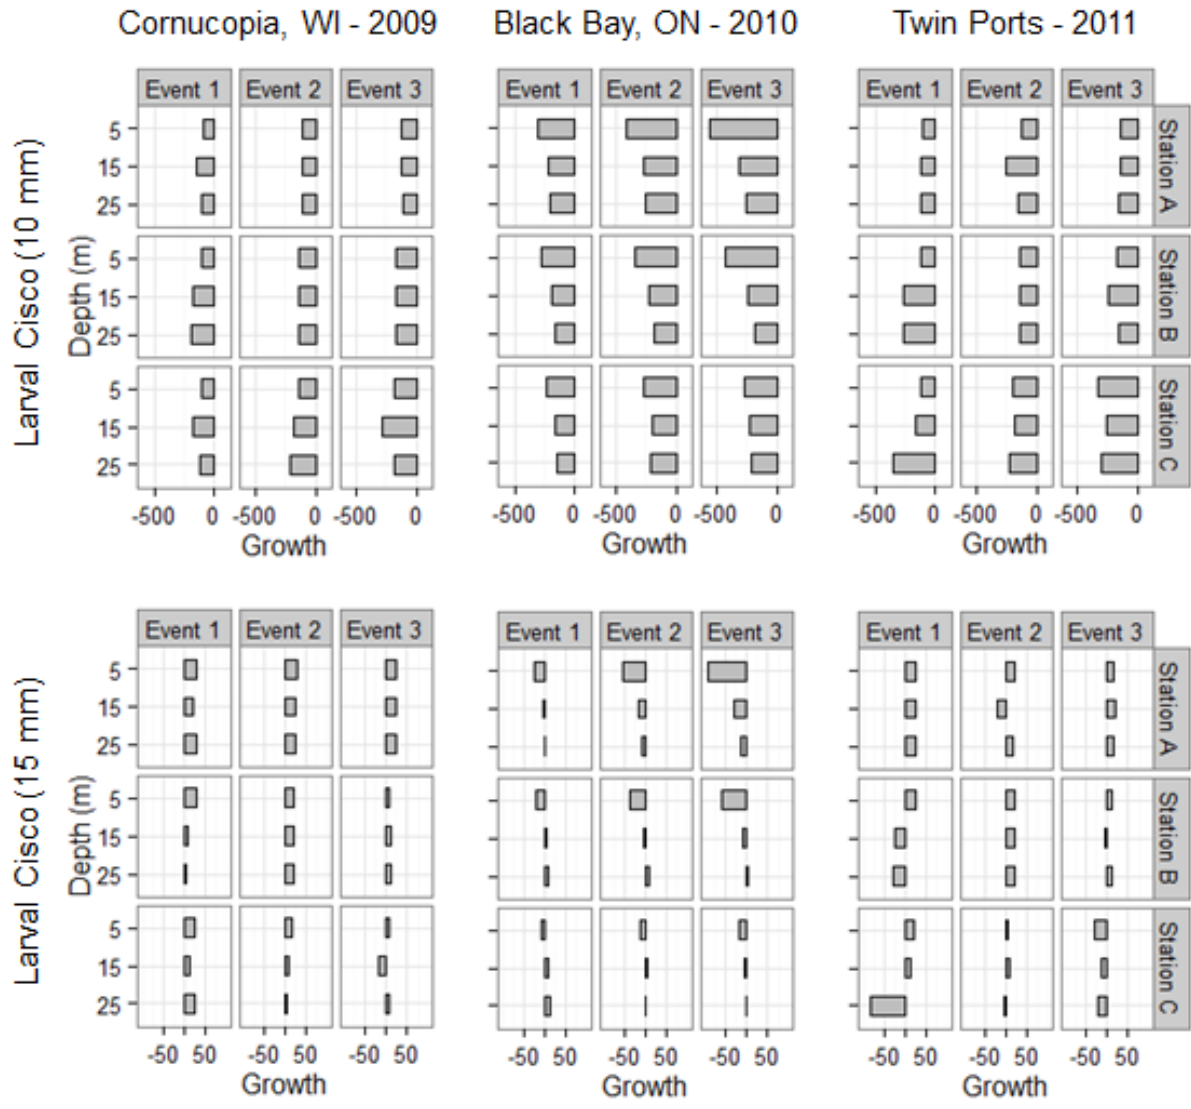 Cornucopia, WI - 2009 Black Bay, ON - 2010 Twin Ports - 2011
Event 1 Event 2 Event 3 Event 1 Event 2 Event 3 Event 1 Event 2 Event 3
Larval Cisco (10 mm)
Depth (m)
5
15
25
Station A
5
15
25
Station B
5
15
25
Station C
-500 0 -500 0 -500 0 -500 0 -500 0 -500 0 -500 0 -500 0 -500 0
Growth Growth Growth
Event 1 Event 2 Event 3 Event 1 Event 2 Event 3 Event 1 Event 2 Event 3
Larval Cisco (15 mm)
Depth (m)
5
15
25
Station A
5
15
25
Station B
5
15
25
Station C
-50 50 -50 50 -50 50 -50 50 -50 50 -50 50 -50 50 -50 50 -50 50
Growth Growth Growth